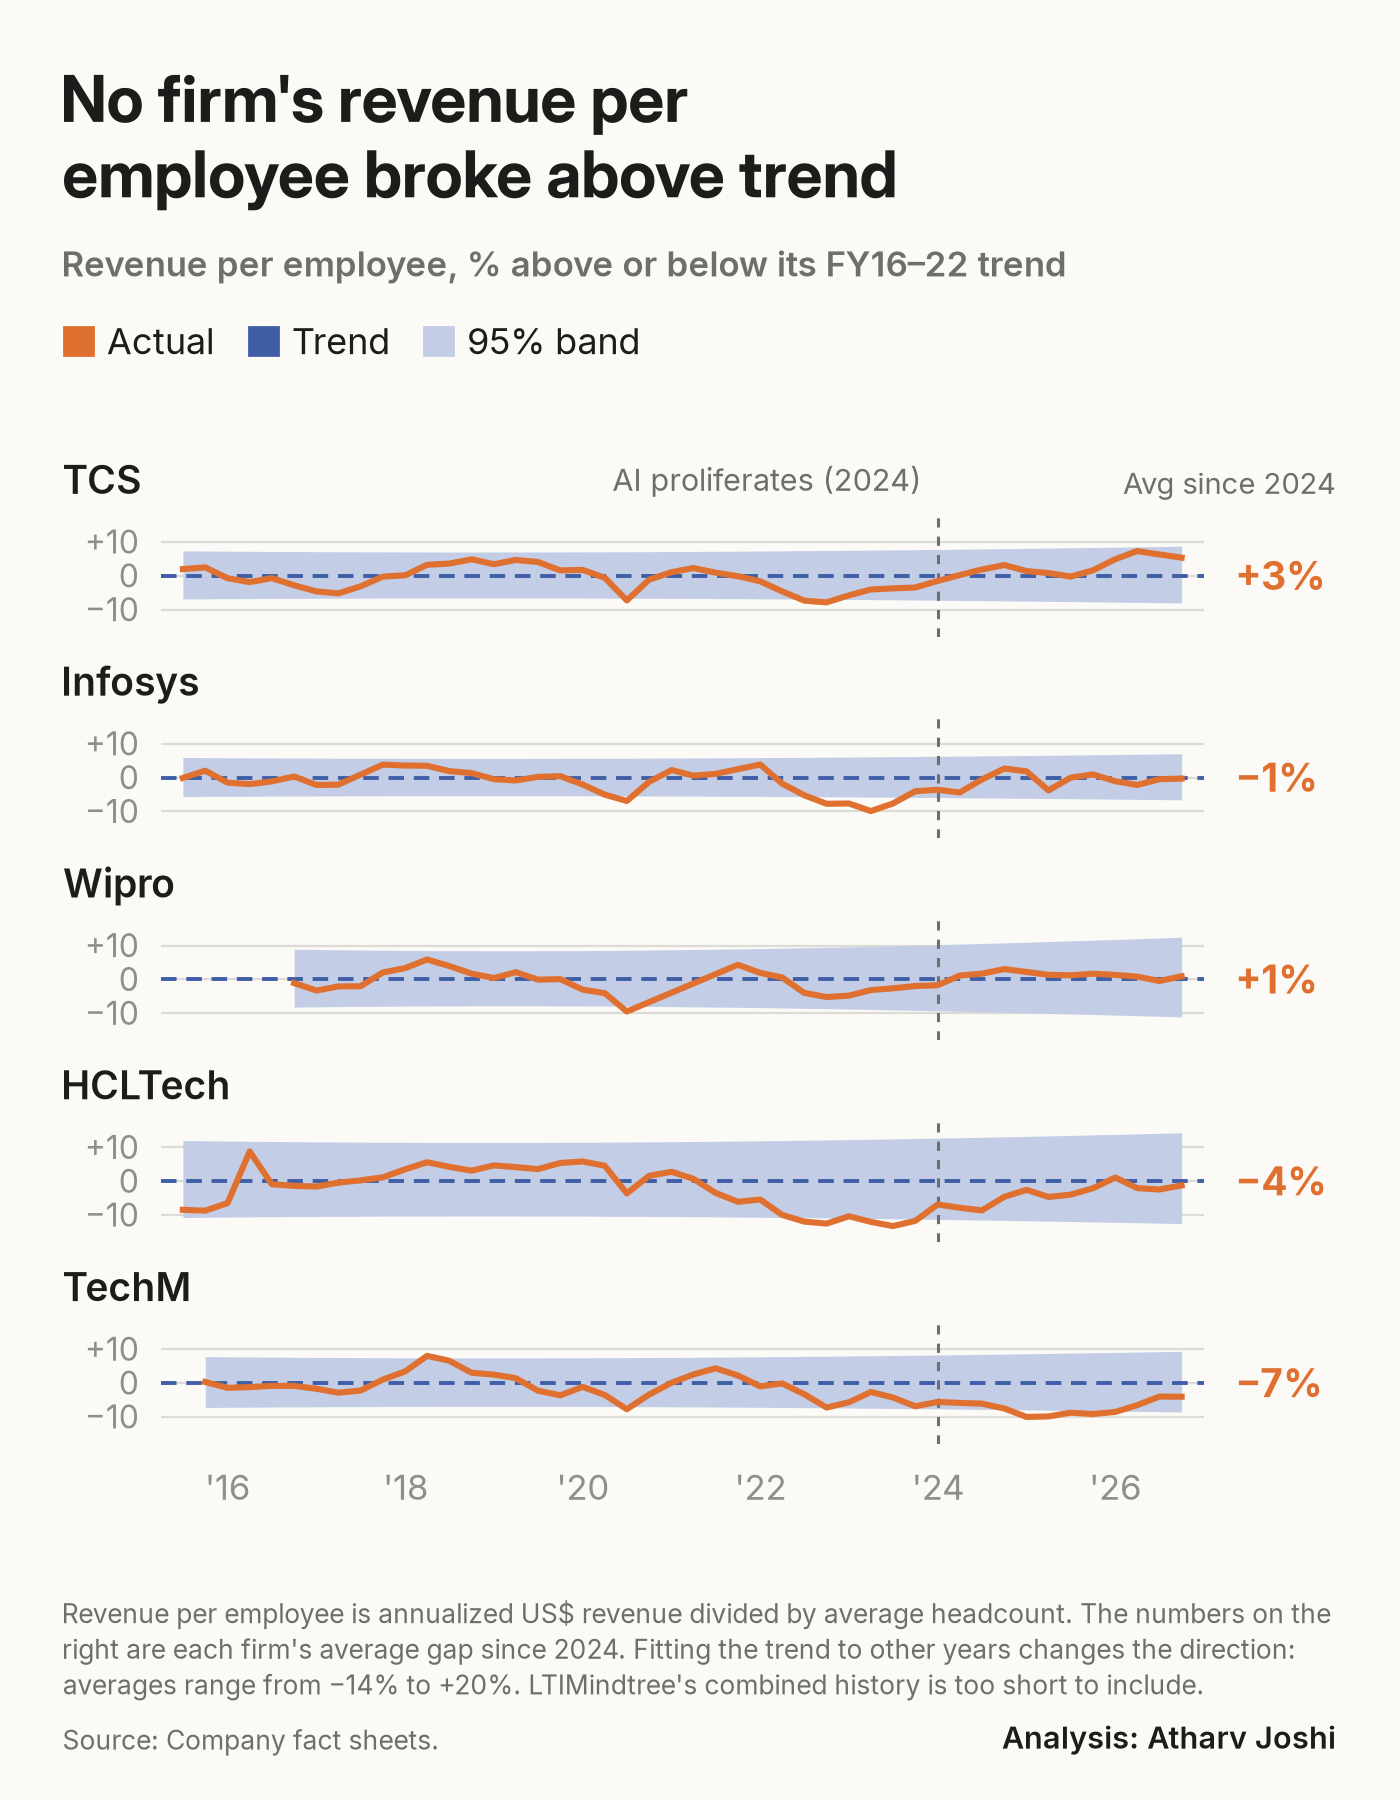 No firm's revenue per
employee broke above trend
Revenue per employee, % above or below its FY16–22 trend
Actual Trend 95% band
TCS AI proliferates (2024) Avg since 2024
+10
0 +3%
−10
Infosys
+10
0 −1%
−10
Wipro
+10
0 +1%
−10
HCLTech
+10
0 −4%
−10
TechM
+10
0 −7%
−10
'16 '18 '20 '22 '24 '26
Revenue per employee is annualized US$ revenue divided by average headcount. The numbers on the
right are each firm's average gap since 2024. Fitting the trend to other years changes the direction:
averages range from −14% to +20%. LTIMindtree's combined history is too short to include.
Source: Company fact sheets. Analysis: Atharv Joshi